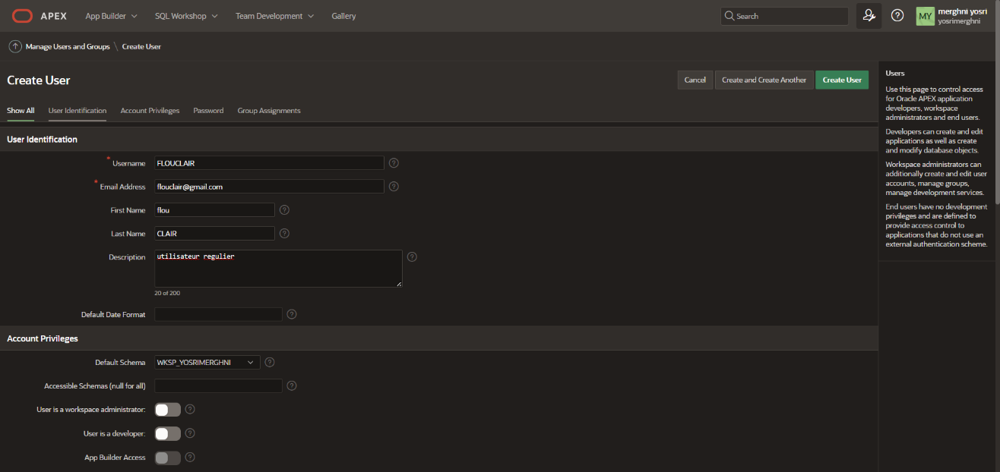 APEX App Builder SQL Workshop Team Development Gallery Search MY merghni yosri
yosrimerghni
Manage Users and Groups \ Create User
Create User Cancel Create and Create Another Create User
Show All User Identification Account Privileges Password Group Assignments
User Identification
* Username FLOUCLAIR
* Email Address flouclair@gmail.com
First Name flou
Last Name CLAIR
Description utilisateur regulier
20 of 200
Default Date Format
Account Privileges
Default Schema WKSP_YOSRIMERGHNI
Accessible Schemas (null for all)
User is a workspace administrator:
User is a developer:
App Builder Access
Users
Use this page to control access
for Oracle APEX application
developers, workspace
administrators and end users.
Developers can create and edit
applications as well as create
and modify database objects.
Workspace administrators can
additionally create and edit user
accounts, manage groups,
manage development services.
End users have no development
privileges and are defined to
provide access control to
applications that do not use an
external authentication scheme.